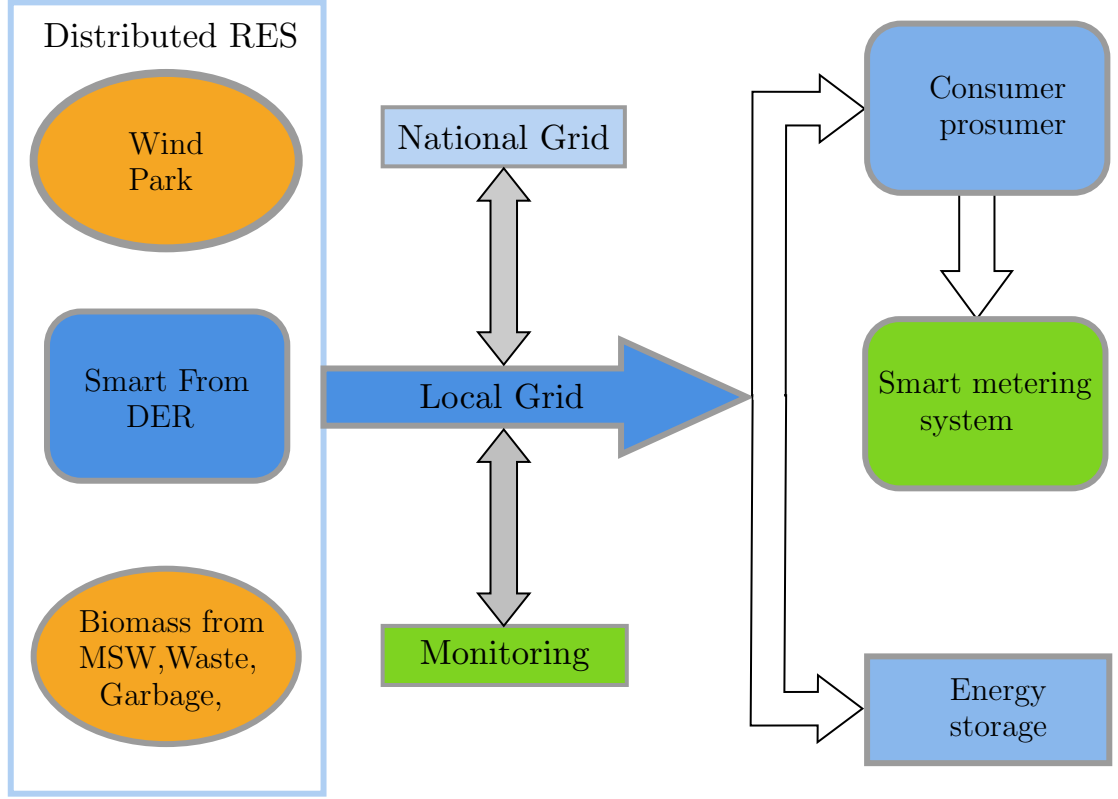 Distributed RES
Wind
Park
Smart From
DER
Biomass from
MSW,Waste,
Garbage,
National Grid
Local Grid
Monitoring
Consumer
prosumer
Smart metering
system
Energy
storage